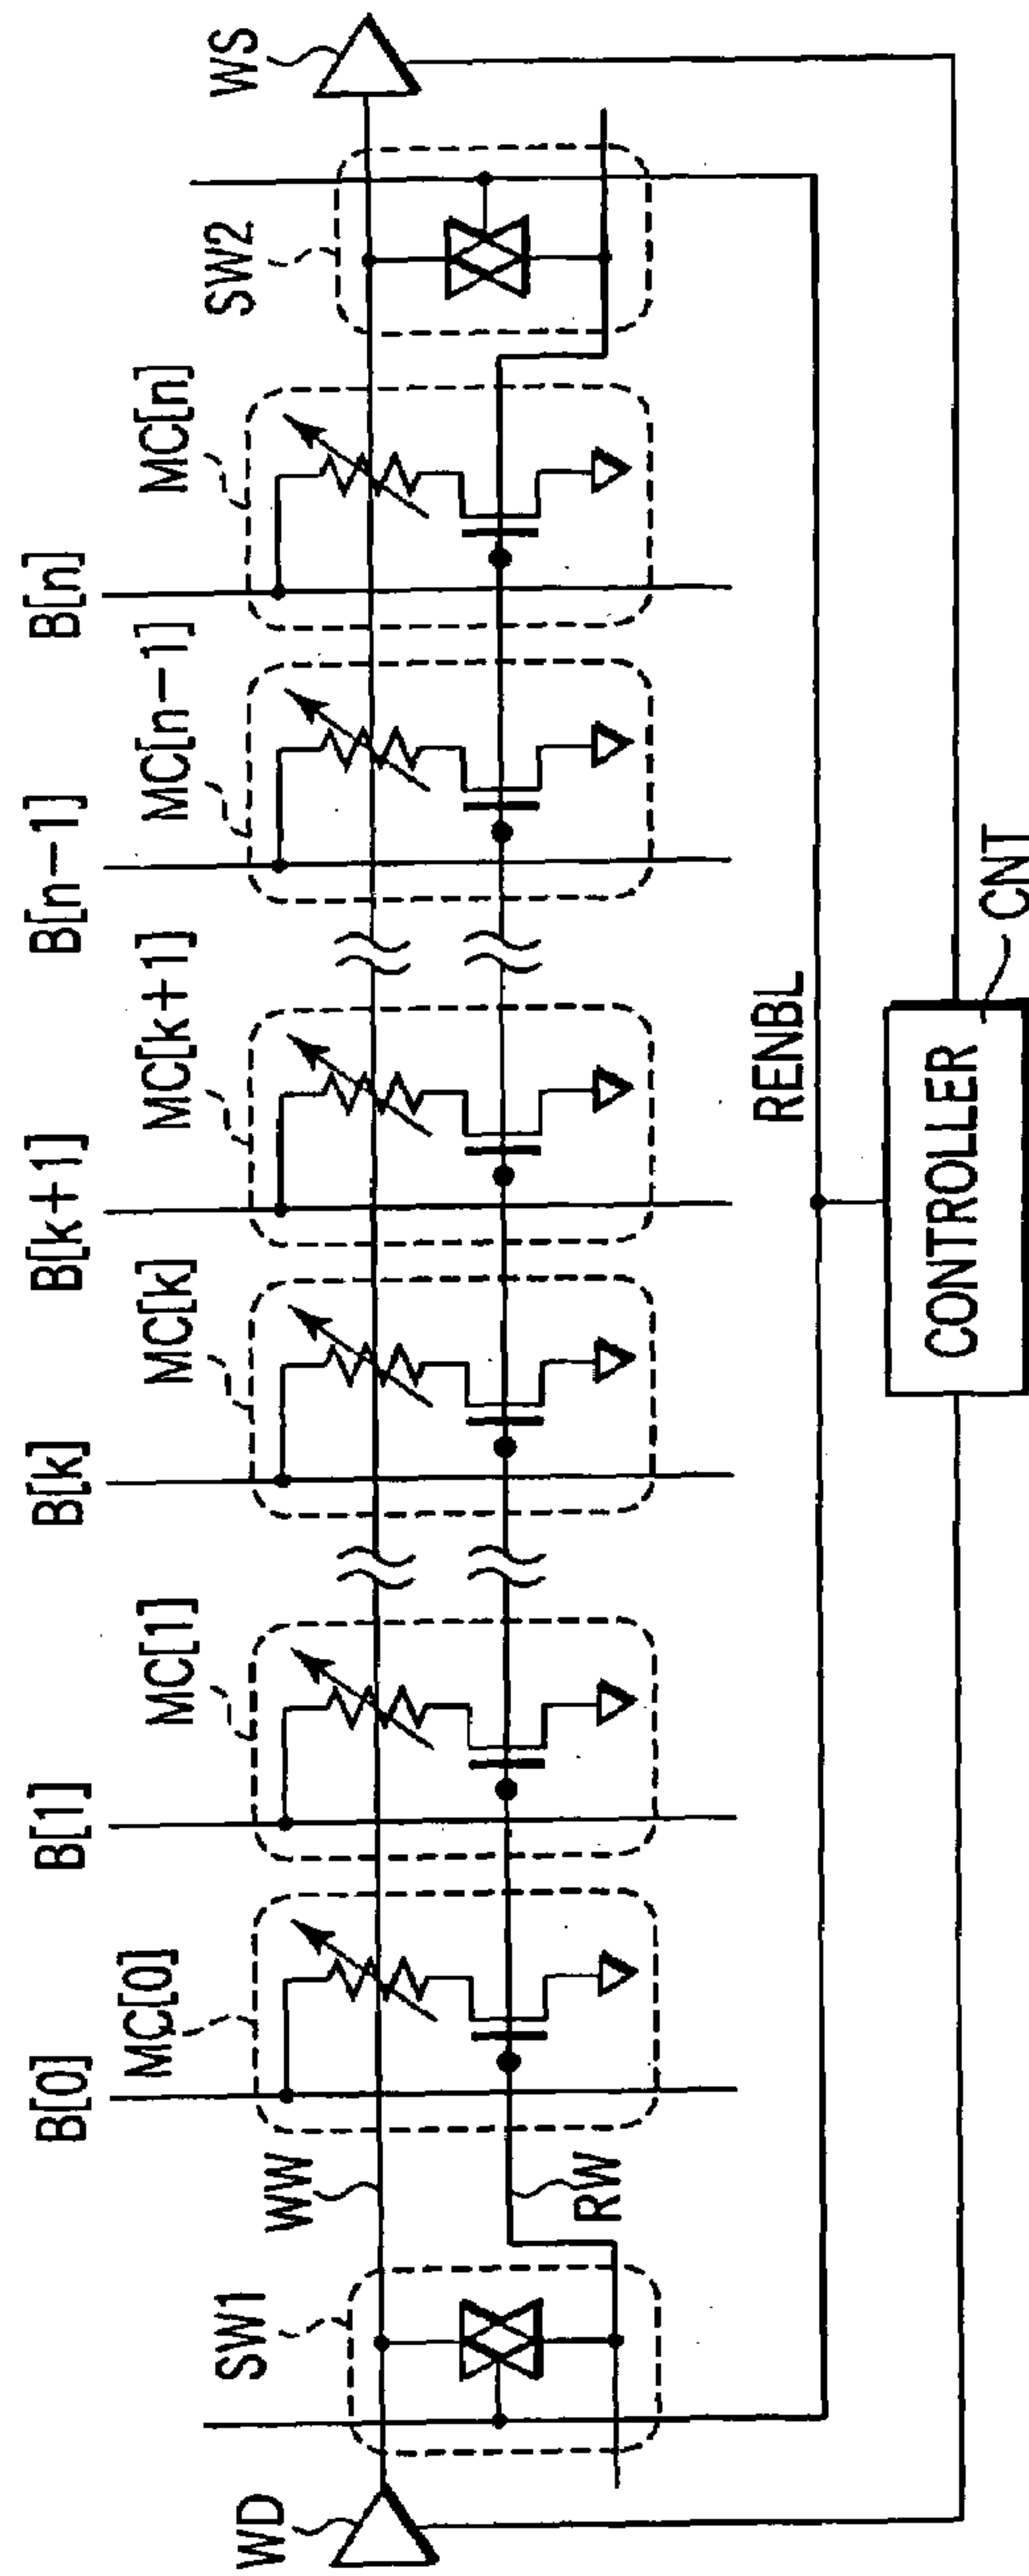 B[0]
B[1]
B[k]
B[k+1]
B[n-1]
B[n]
MC[0]
MC[1]
MC[k]
MC[k+1]
MC[n-1]
MC[n]
WD
SW1
WW
RW
SW2
WS
RENBL
CONTROLLER
CNT